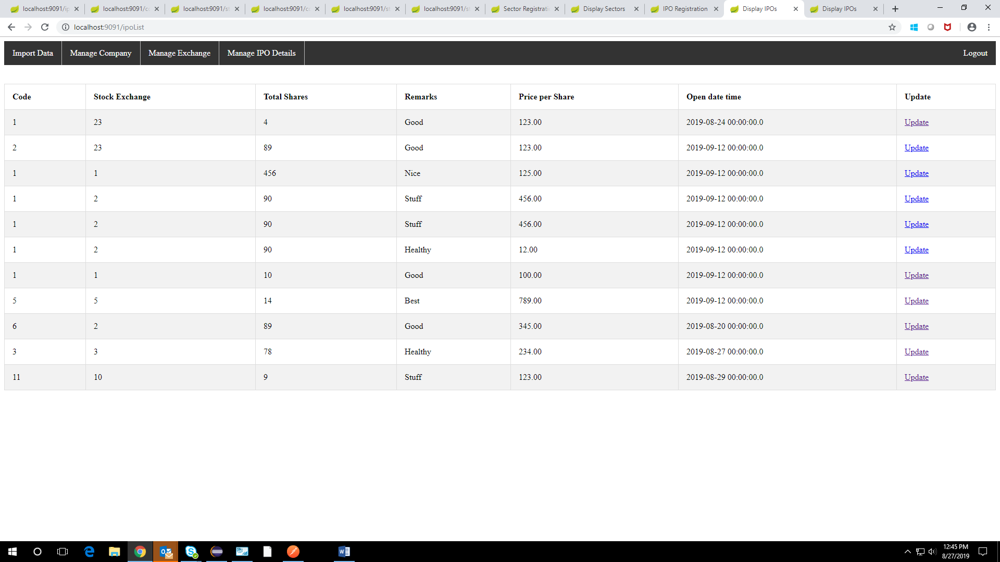 localhost:9091/ip localhost:9091/co localhost:9091/st localhost:9091/co localhost:9091/st localhost:9091/st Sector Registrati Display Sectors IPO Registration Display IPOs Display IPOs
localhost:9091/ipoList
Import Data Manage Company Manage Exchange Manage IPO Details Logout
Code Stock Exchange Total Shares Remarks Price per Share Open date time Update
1 23 4 Good 123.00 2019-08-24 00:00:00.0 Update
2 23 89 Good 123.00 2019-09-12 00:00:00.0 Update
1 1 456 Nice 125.00 2019-09-12 00:00:00.0 Update
1 2 90 Stuff 456.00 2019-09-12 00:00:00.0 Update
1 2 90 Stuff 456.00 2019-09-12 00:00:00.0 Update
1 2 90 Healthy 12.00 2019-09-12 00:00:00.0 Update
1 1 10 Good 100.00 2019-09-12 00:00:00.0 Update
5 5 14 Best 789.00 2019-09-12 00:00:00.0 Update
6 2 89 Good 345.00 2019-08-20 00:00:00.0 Update
3 3 78 Healthy 234.00 2019-08-27 00:00:00.0 Update
11 10 9 Stuff 123.00 2019-08-29 00:00:00.0 Update
12:45 PM
8/27/2019